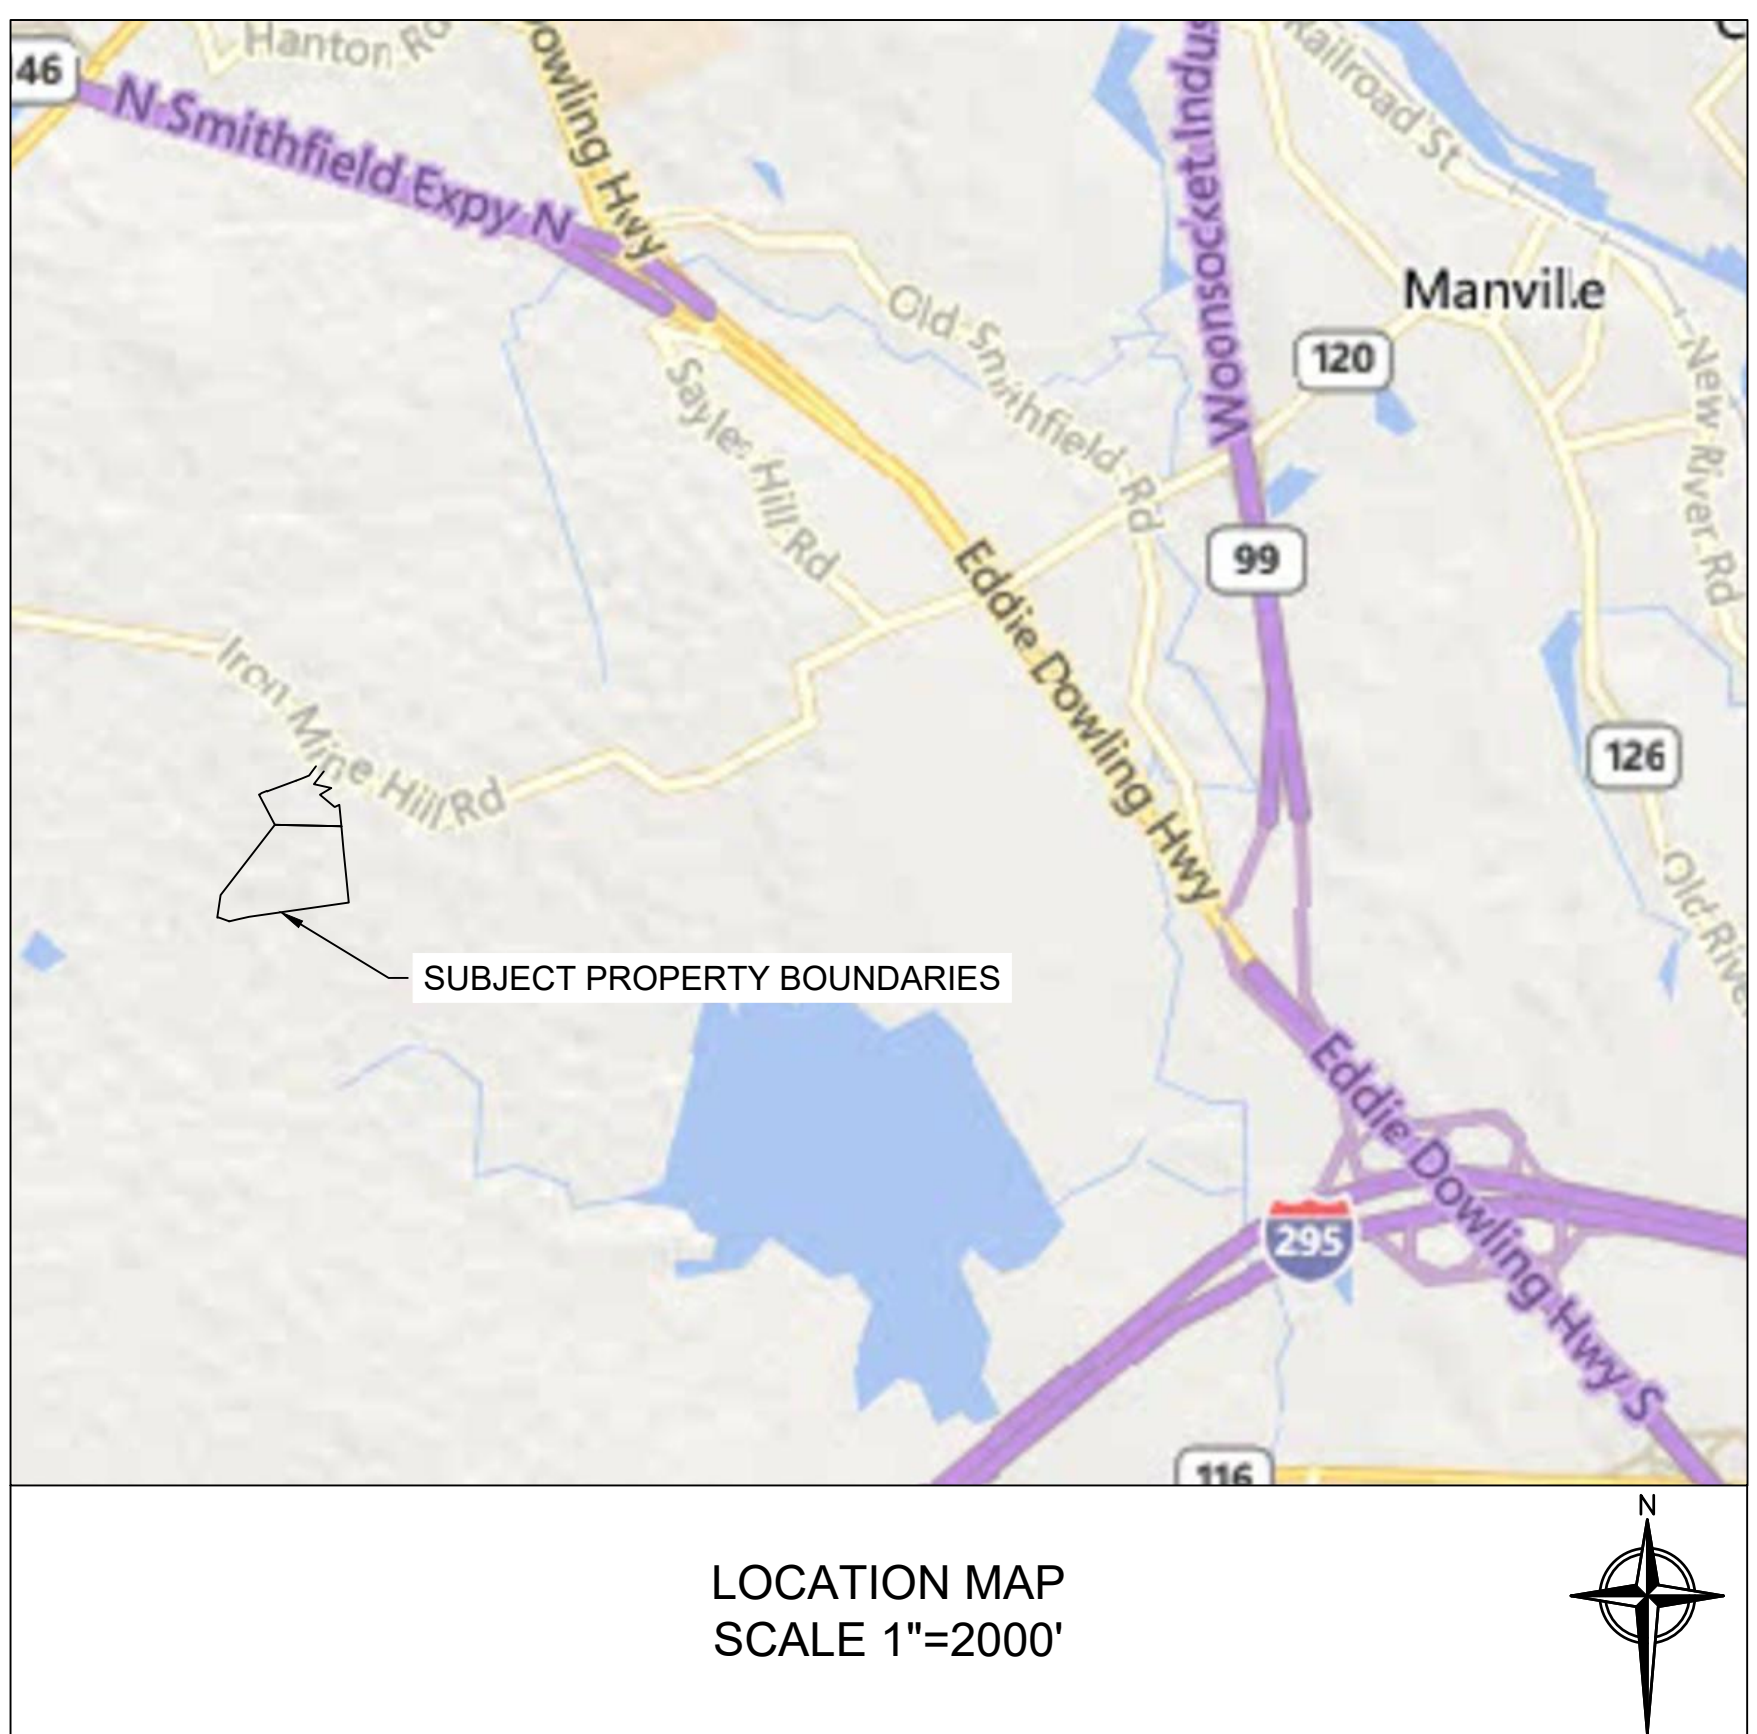 Hanton Rd
owling Hwy
46
N Smithfield Expy N
Woonsocket Indus
Railroad St
Manville
Old Smithfield Rd
120
New River Rd
Sayles Hill Rd
99
Eddie Dowling Hwy
Iron Mine Hill Rd
126
Old Rive
SUBJECT PROPERTY BOUNDARIES
Eddie Dowling Hwy S
295
116
N
LOCATION MAP
SCALE 1"=2000'